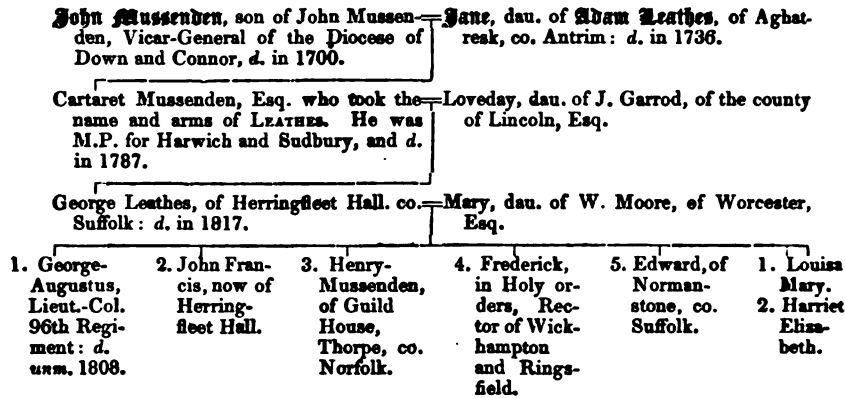 John Mussenden, son of John Mussen-
den, Vicar-General of the Diocese of
Down and Connor, d. in 1700.
Jane, dau. of Adam Leathes, of Aghat-
resk, co. Antrim: d. in 1736.
Cartaret Mussenden, Esq. who took the
name and arms of LEATHES. He was
M.P. for Harwich and Sudbury, and d.
in 1787.
Loveday, dau. of J. Garrod, of the county
of Lincoln, Esq.
George Leathes, of Herringfleet Hall. co.
Suffolk: d. in 1817.
Mary, dau. of W. Moore, of Worcester,
Esq.
1. George-
Augustus,
Lieut.-Col.
96th Regi-
ment: d.
unm. 1808.
2. John Fran-
cis, now of
Herring-
fleet Hall.
3. Henry-
Mussenden,
of Guild
House,
Thorpe, co.
Norfolk.
4. Frederick,
in Holy or-
ders, Rec-
tor of Wick-
hampton
and Rings-
field.
5. Edward, of
Norman-
stone, co.
Suffolk.
1. Louisa
Mary.
2. Harriet
Eliza-
beth.